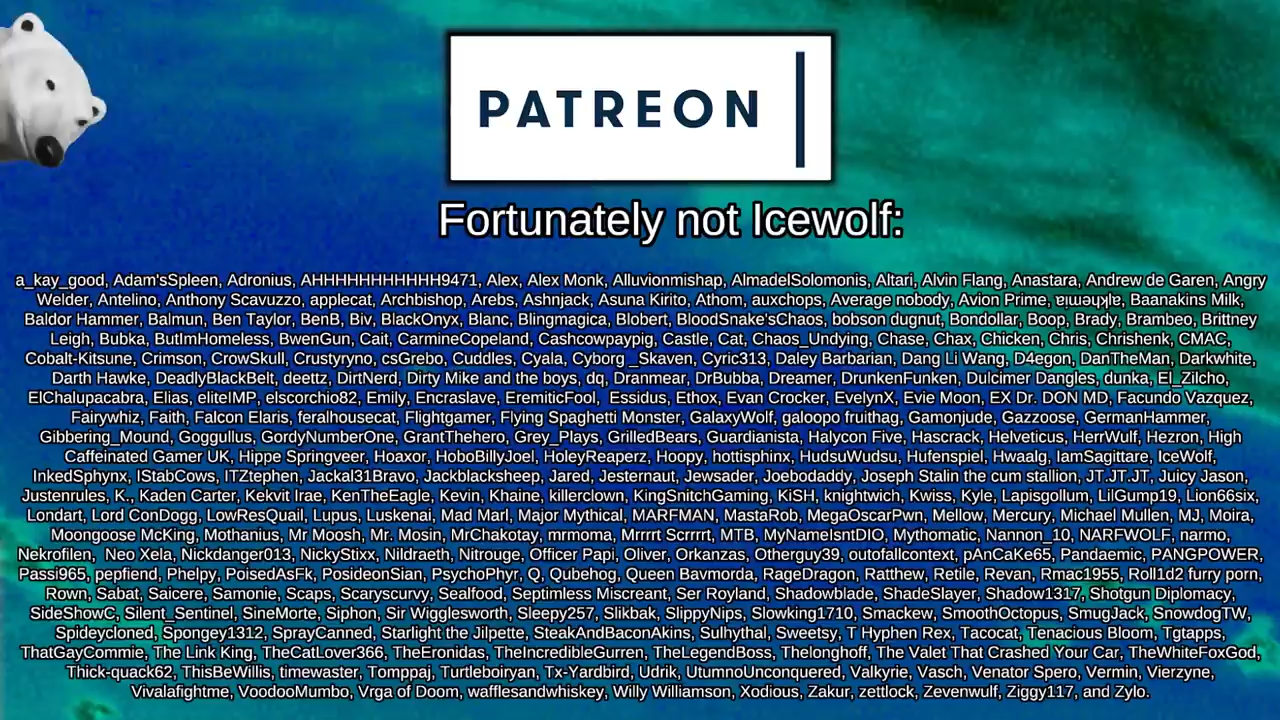 PATREON
Fortunately not Icewolf:
a_kay_good, Adam'sSpleen, Adronius, AHHHHHHHHHHH9471, Alex, Alex Monk, Alluvionmishap, AlmadelSolomonis, Altari, Alvin Flang, Anastara, Andrew de Garen, Angry
Welder, Antelino, Anthony Scavuzzo, applecat, Archbishop, Arebs, Ashnjack, Asuna Kirito, Athom, auxchops, Average nobody, Avion Prime, Baanakins Milk,
Baldor Hammer, Balmun, Ben Taylor, BenB, Biv, BlackOnyx, Blanc, Blingmagica, Blobert, BloodSnake'sChaos, bobson dugnut, Bondollar, Boop, Brady, Brambeo, Brittney
Leigh, Bubka, ButImHomeless, BwenGun, Cait, CarmineCopeland, Cashcowpaypig, Castle, Cat, Chaos_Undying, Chase, Chax, Chicken, Chris, Chrishenk, CMAC,
Cobalt-Kitsune, Crimson, CrowSkull, Crustyryno, csGrebo, Cuddles, Cyala, Cyborg _Skaven, Cyric313, Daley Barbarian, Dang Li Wang, D4egon, DanTheMan, Darkwhite,
Darth Hawke, DeadlyBlackBelt, deettz, DirtNerd, Dirty Mike and the boys, dq, Dranmear, DrBubba, Dreamer, DrunkenFunken, Dulcimer Dangles, dunka, El_Zilcho,
ElChalupacabra, Elias, eliteIMP, elscorchio82, Emily, Encraslave, EremiticFool, Essidus, Ethox, Evan Crocker, EvelynX, Evie Moon, EX Dr. DON MD, Facundo Vazquez,
Fairywhiz, Faith, Falcon Elaris, feralhousecat, Flightgamer, Flying Spaghetti Monster, GalaxyWolf, galoopo fruithag, Gamonjude, Gazzoose, GermanHammer,
Gibbering_Mound, Goggullus, GordyNumberOne, GrantThehero, Grey_Plays, GrilledBears, Guardianista, Halycon Five, Hascrack, Helveticus, HerrWulf, Hezron, High
Caffeinated Gamer UK, Hippe Springveer, Hoaxor, HoboBillyJoel, HoleyReaperz, Hoopy, hottisphinx, HudsuWudsu, Hufenspiel, Hwaalg, IamSagittare, IceWolf,
InkedSphynx, IStabCows, ITZtephen, Jackal31Bravo, Jackblacksheep, Jared, Jesternaut, Jewsader, Joebodaddy, Joseph Stalin the cum stallion, JT.JT.JT, Juicy Jason,
Justenrules, K., Kaden Carter, Kekvit Irae, KenTheEagle, Kevin, Khaine, killerclown, KingSnitchGaming, KiSH, knightwich, Kwiss, Kyle, Lapisgollum, LilGump19, Lion66six,
Londart, Lord ConDogg, LowResQuail, Lupus, Luskenai, Mad Marl, Major Mythical, MARFMAN, MastaRob, MegaOscarPwn, Mellow, Mercury, Michael Mullen, MJ, Moira,
Moongoose McKing, Mothanius, Mr Moosh, Mr. Mosin, MrChakotay, mrmoma, Mrrrrt Scrrrrt, MTB, MyNameIsntDIO, Mythomatic, Nannon_10, NARFWOLF, narmo,
Nekrofilen, Neo Xela, Nickdanger013, NickyStixx, Nildraeth, Nitrouge, Officer Papi, Oliver, Orkanzas, Otherguy39, outofallcontext, pAnCaKe65, Pandaemic, PANGPOWER,
Passi965, pepfiend, Phelpy, PoisedAsFk, PosideonSian, PsychoPhyr, Q, Qubehog, Queen Bavmorda, RageDragon, Ratthew, Retile, Revan, Rmac1955, Roll1d2 furry porn,
Rown, Sabat, Saicere, Samonie, Scaps, Scaryscurvy, Sealfood, Septimless Miscreant, Ser Royland, Shadowblade, ShadeSlayer, Shadow1317, Shotgun Diplomacy,
SideShowC, Silent_Sentinel, SineMorte, Siphon, Sir Wigglesworth, Sleepy257, Slikbak, SlippyNips, Slowking1710, Smackew, SmoothOctopus, SmugJack, SnowdogTW,
Spideycloned, Spongey1312, SprayCanned, Starlight the Jilpette, SteakAndBaconAkins, Sulhythal, Sweetsy, T Hyphen Rex, Tacocat, Tenacious Bloom, Tgtapps,
ThatGayCommie, The Link King, TheCatLover366, TheEronidas, TheIncredibleGurren, TheLegendBoss, Thelonghoff, The Valet That Crashed Your Car, TheWhiteFoxGod,
Thick-quack62, ThisBeWillis, timewaster, Tomppaj, Turtleboiryan, Tx-Yardbird, Udrik, UtumnoUnconquered, Valkyrie, Vasch, Venator Spero, Vermin, Vierzyne,
Vivalafightme, VoodooMumbo, Vrga of Doom, wafflesandwhiskey, Willy Williamson, Xodious, Zakur, zettlock, Zevenwulf, Ziggy117, and Zylo.